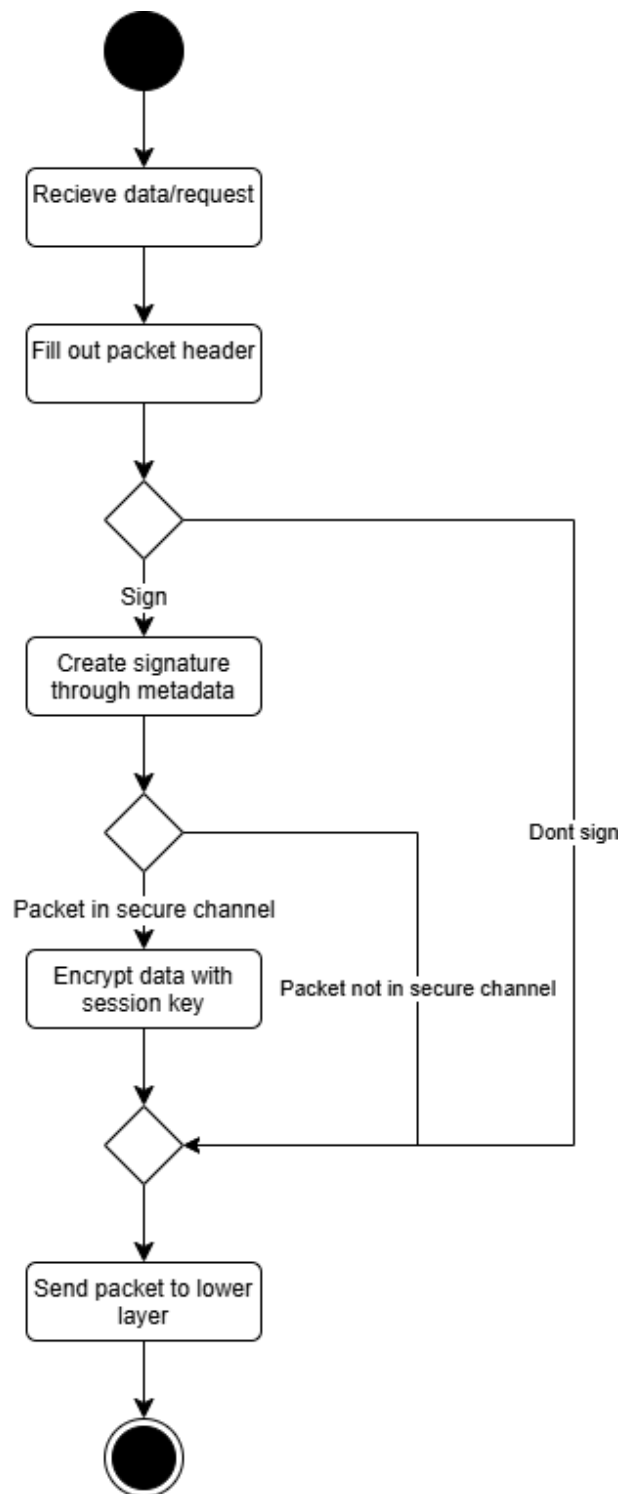 Recieve data/request
Fill out packet header
Sign
Create signature
through metadata
Dont sign
Packet in secure channel
Encrypt data with
session key
Packet not in secure channel
Send packet to lower
layer